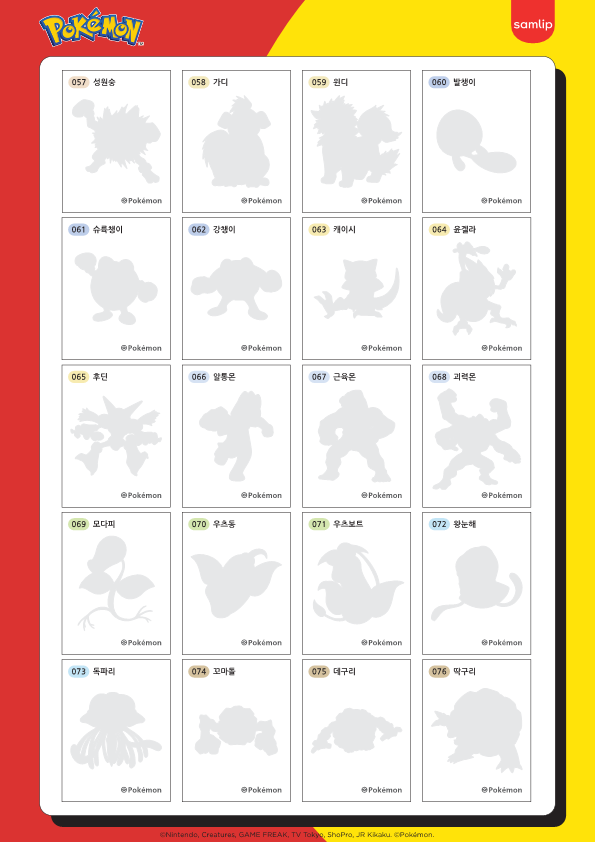 POKÉMON
TM
samlip
057 성원숭
058 가디
059 윈디
060 발챙이
©Pokémon
©Pokémon
©Pokémon
©Pokémon
061 슈륙챙이
062 강챙이
063 캐이시
064 윤겔라
©Pokémon
©Pokémon
©Pokémon
©Pokémon
065 후딘
066 알통몬
067 근육몬
068 괴력몬
©Pokémon
©Pokémon
©Pokémon
©Pokémon
069 모다피
070 우츠동
071 우츠보트
072 왕눈해
©Pokémon
©Pokémon
©Pokémon
©Pokémon
073 독파리
074 꼬마돌
075 데구리
076 딱구리
©Pokémon
©Pokémon
©Pokémon
©Pokémon
©Nintendo, Creatures, GAME FREAK, TV Tokyo, ShoPro, JR Kikaku. ©Pokémon.